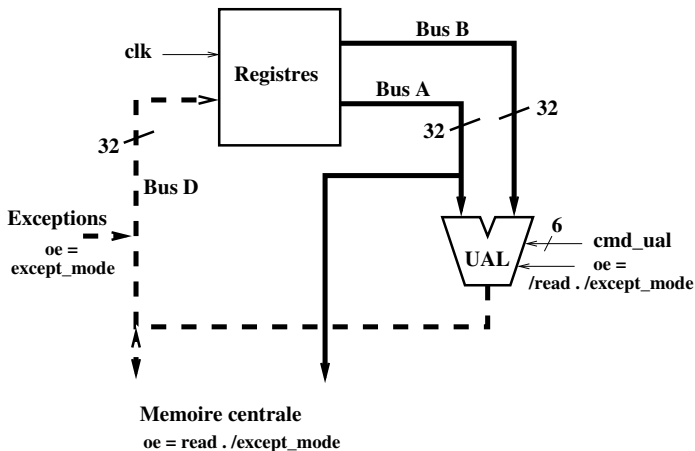 Bus B
clk
Registres
Bus A
32
32
32
Bus D
Exceptions
oe =
except_mode
6
cmd_ual
UAL
oe =
/read . /except_mode
Memoire centrale
oe = read . /except_mode